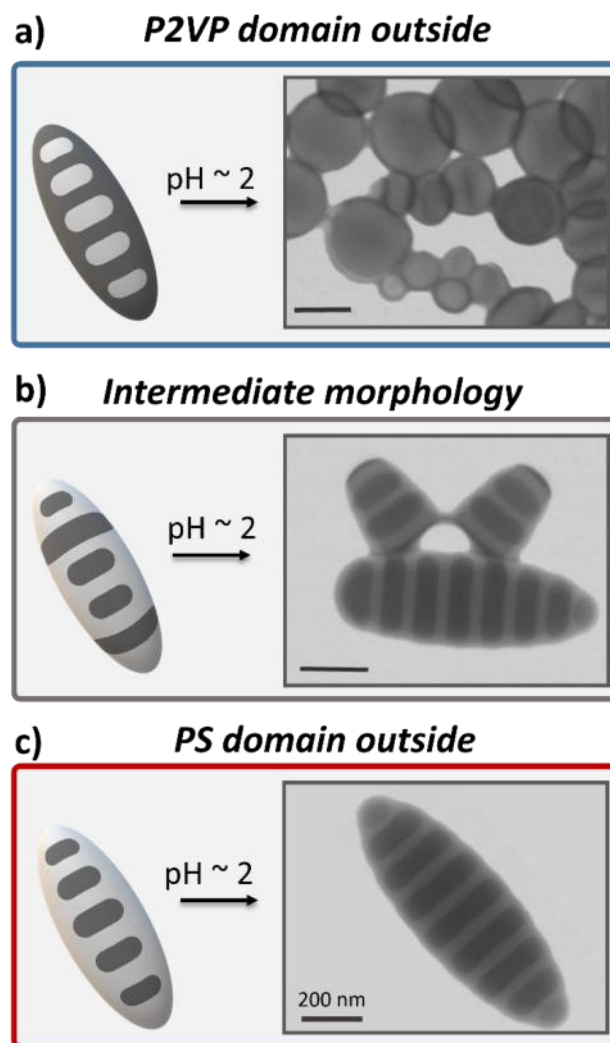 a) P2VP domain outside
pH ~ 2
b) Intermediate morphology
pH ~ 2
c) PS domain outside
pH ~ 2
200 nm